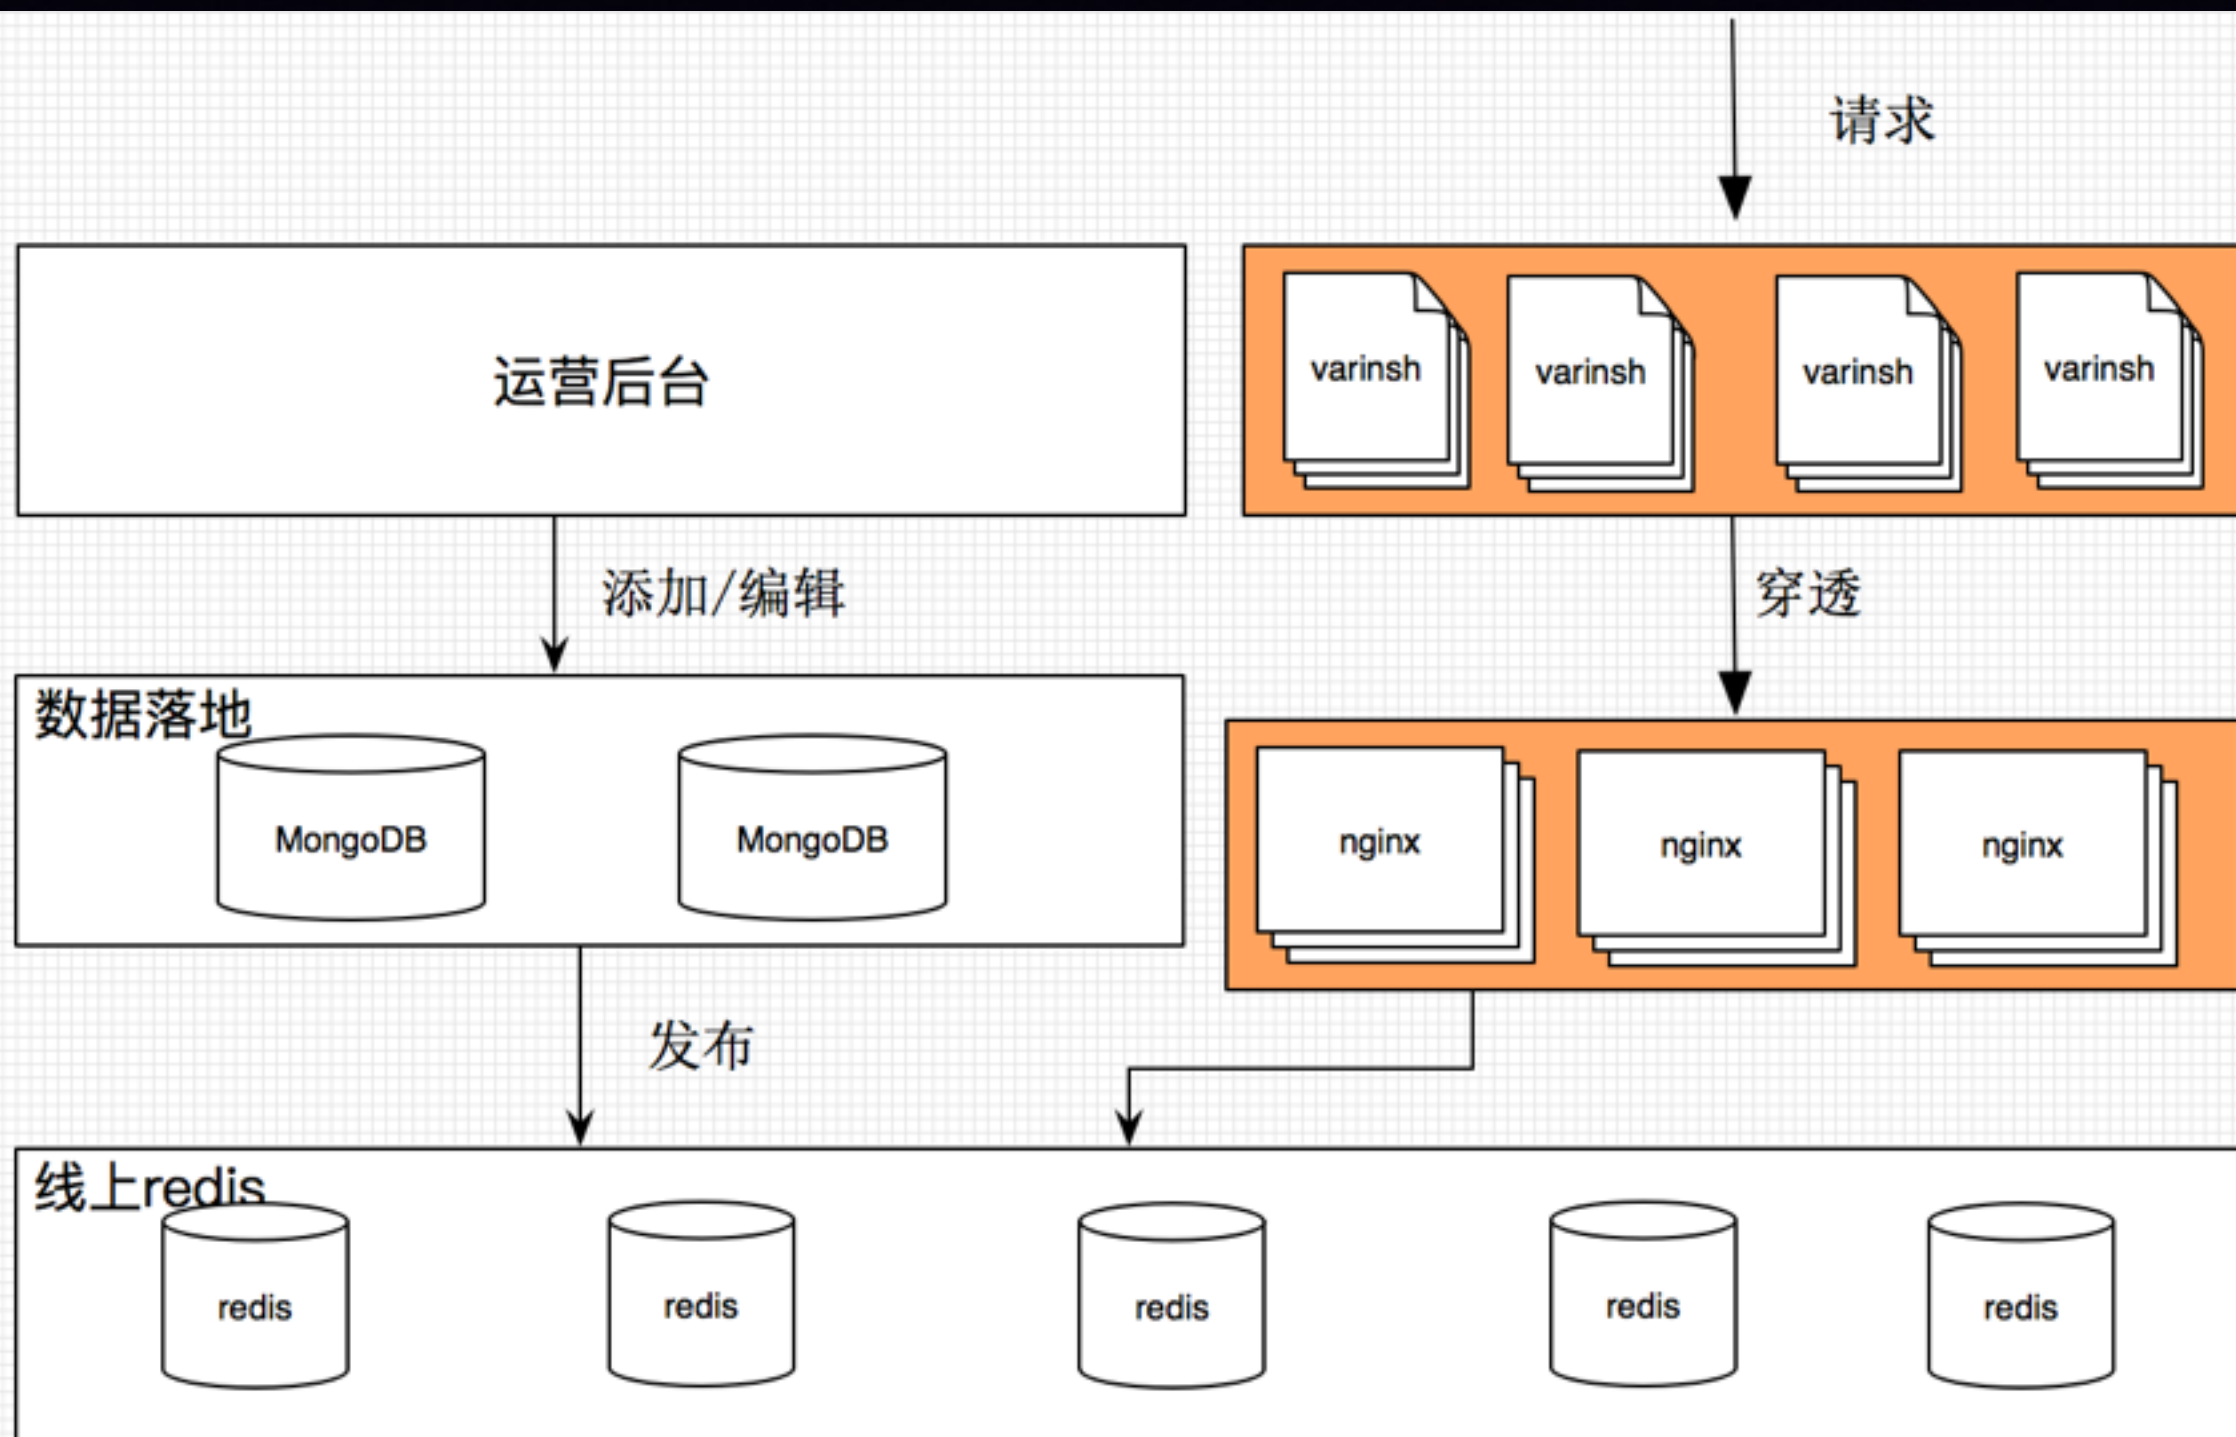 请求
运营后台
varinsh
varinsh
varinsh
varinsh
添加/编辑
穿透
数据落地
MongoDB
MongoDB
nginx
nginx
nginx
发布
线上redis
redis
redis
redis
redis
redis